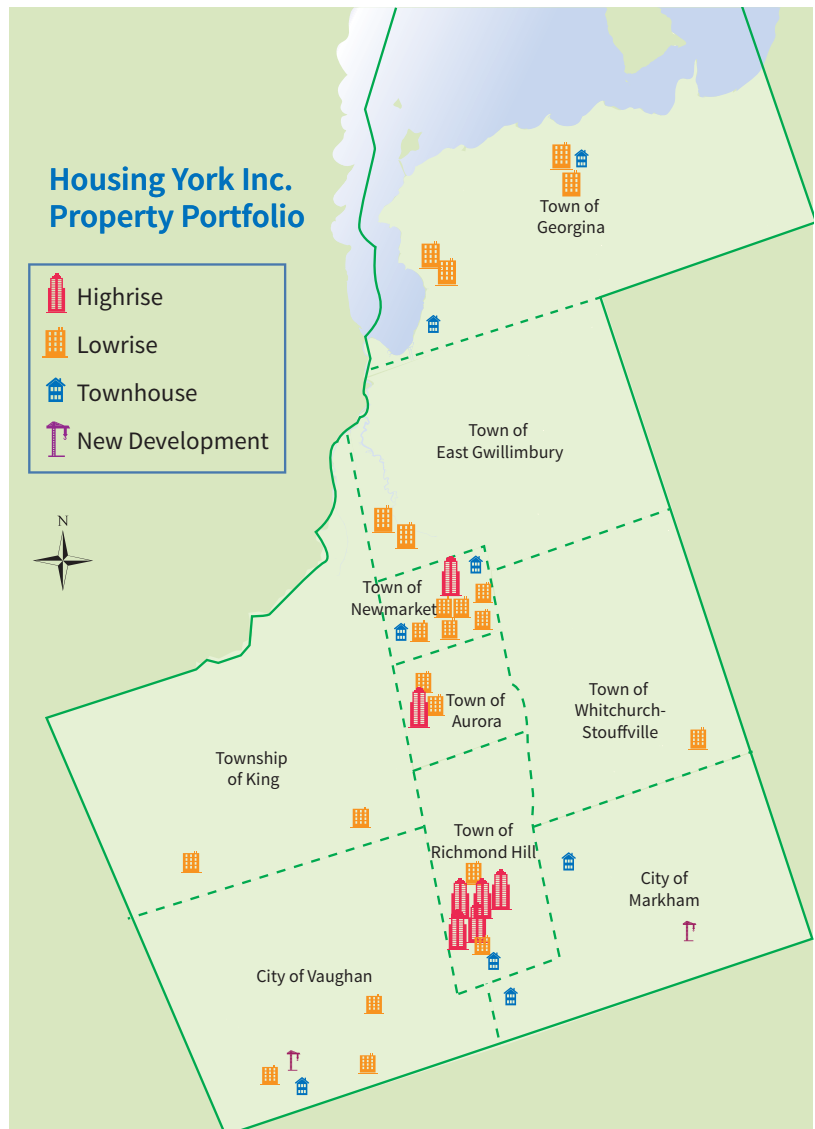 Housing York Inc.
Property Portfolio
Highrise
Lowrise
Townhouse
New Development
N
Town of
Georgina
Town of
East Gwillimbury
Town of
Newmarket
Town of
Aurora
Town of
Whitchurch-
Stouffville
Township
of King
Town of
Richmond Hill
City of
Markham
City of Vaughan